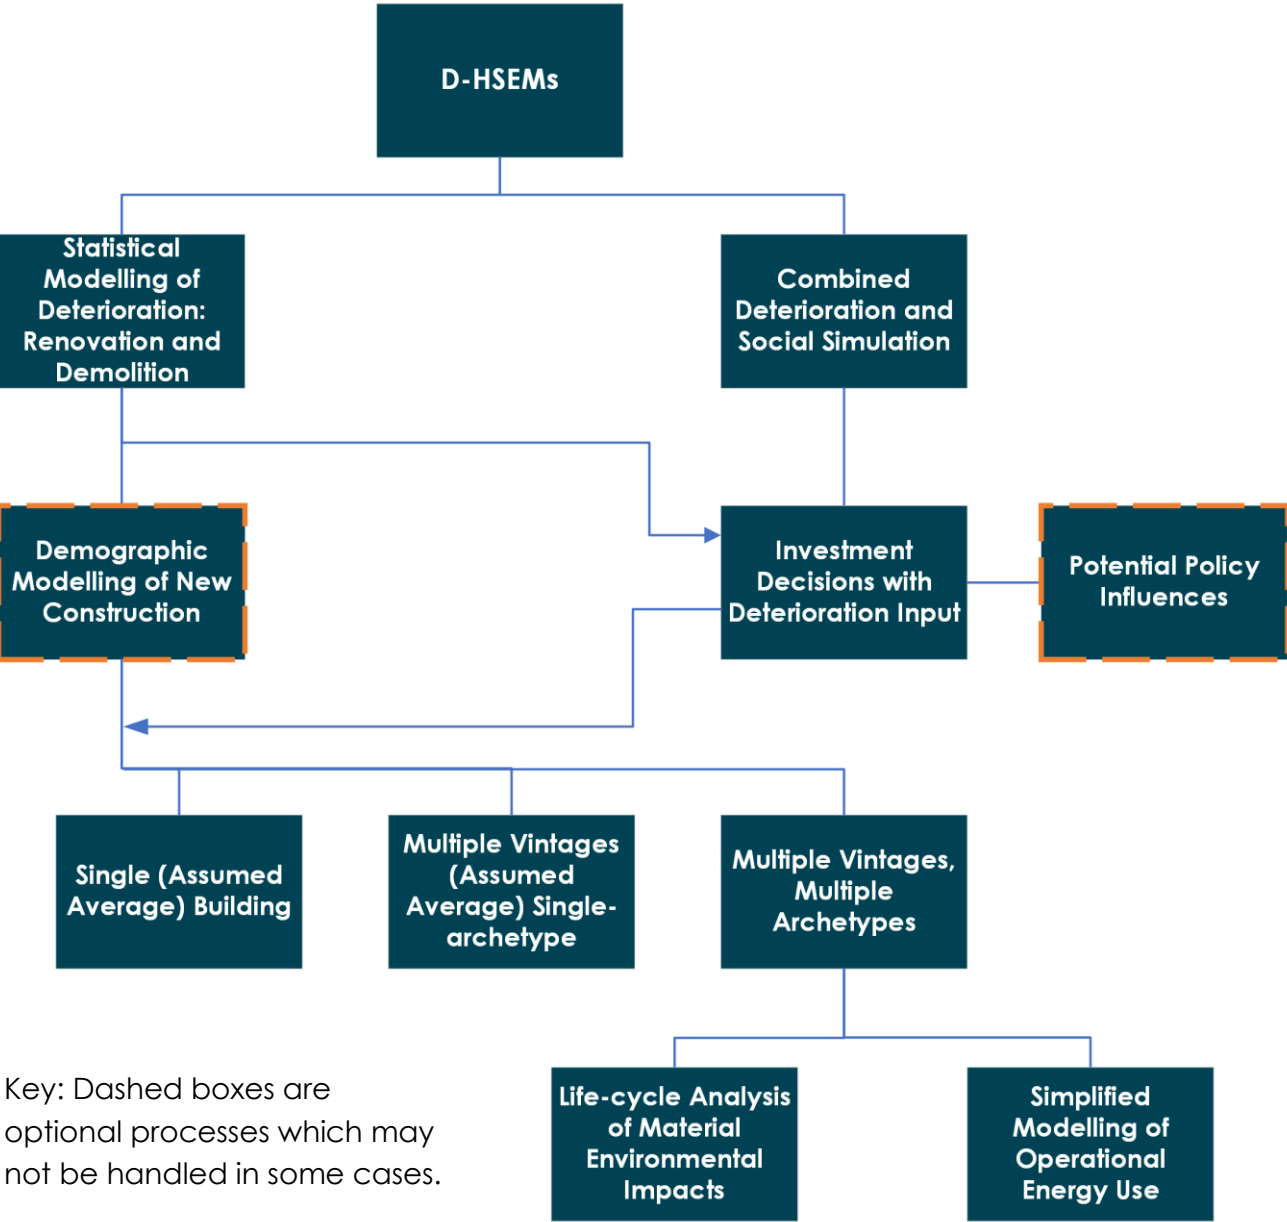 D-HSEMs
Statistical
Modelling of
Deterioration:
Renovation and
Demolition
Combined
Deterioration and
Social Simulation
Demographic
Modelling of New
Construction
Investment
Decisions with
Deterioration Input
Potential Policy
Influences
Single (Assumed
Average) Building
Multiple Vintages
(Assumed
Average) Single-
archetype
Multiple Vintages,
Multiple
Archetypes
Key: Dashed boxes are
optional processes which may
not be handled in some cases.
Life-cycle Analysis
of Material
Environmental
Impacts
Simplified
Modelling of
Operational
Energy Use